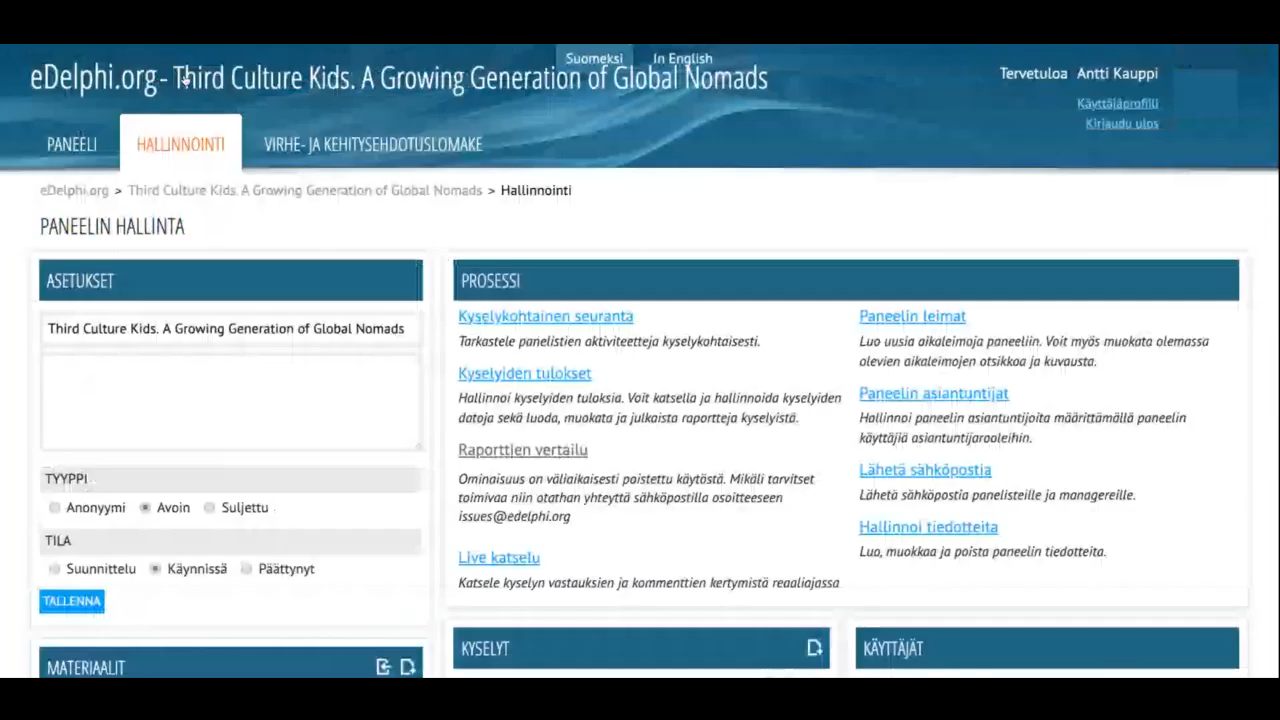 Suomeksi In English
eDelphi.org - Third Culture Kids. A Growing Generation of Global Nomads
Tervetuloa Antti Kauppi
Käyttäjäprofiili
Kirjaudu ulos
PANEELI HALLINNOINTI VIRHE- JA KEHITYSEHDOTUSLOMAKE
eDelphi.org > Third Culture Kids. A Growing Generation of Global Nomads > Hallinnointi
PANEELIN HALLINTA
ASETUKSET
Third Culture Kids. A Growing Generation of Global Nomads
TYYPPI
Anonyymi Avoin Suljettu
TILA
Suunnittelu Käynnissä Päättynyt
TALLENNA
MATERIAALIT
PROSESSI
Kyselykohtainen seuranta
Tarkastele panelistien aktiviteetteja kyselykohtaisesti.
Kyselyiden tulokset
Hallinnoi kyselyiden tuloksia. Voit katsella ja hallinnoida kyselyiden
datoja sekä luoda, muokata ja julkaista raportteja kyselyistä.
Raporttien vertailu
Ominaisuus on väliaikaisesti poistettu käytöstä. Mikäli tarvitset
toimivaa niin otathan yhteyttä sähköpostilla osoitteeseen
issues@edelphi.org
Live katselu
Katsele kyselyn vastauksien ja kommenttien kertymistä reaaliajassa
Paneelin leimat
Luo uusia aikaleimoja paneeliin. Voit myös muokata olemassa
olevien aikaleimojen otsikkoa ja kuvausta.
Paneelin asiantuntijat
Hallinnoi paneelin asiantuntijoita määrittämällä paneelin
käyttäjiä asiantuntijarooleihin.
Lähetä sähköpostia
Lähetä sähköpostia panelisteille ja managereille.
Hallinnoi tiedotteita
Luo, muokkaa ja poista paneelin tiedotteita.
KYSELYT
KÄYTTÄJÄT